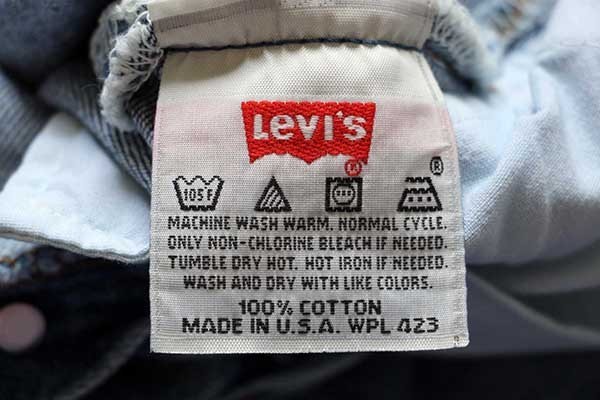 Levi's
®
®
105 F
MACHINE WASH WARM. NORMAL CYCLE.
ONLY NON-CHLORINE BLEACH IF NEEDED.
TUMBLE DRY HOT. HOT IRON IF NEEDED.
WASH AND DRY WITH LIKE COLORS.
100% COTTON
MADE IN U.S.A. WPL 423